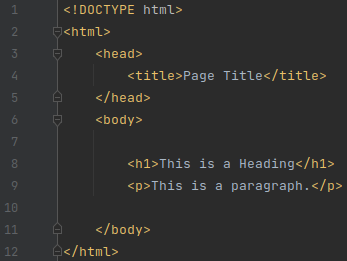 1 <!DOCTYPE html>
2 <html>
3 <head>
4 <title>Page Title</title>
5 </head>
6 <body>
7
8 <h1>This is a Heading</h1>
9 <p>This is a paragraph.</p>
10
11 </body>
12 </html>